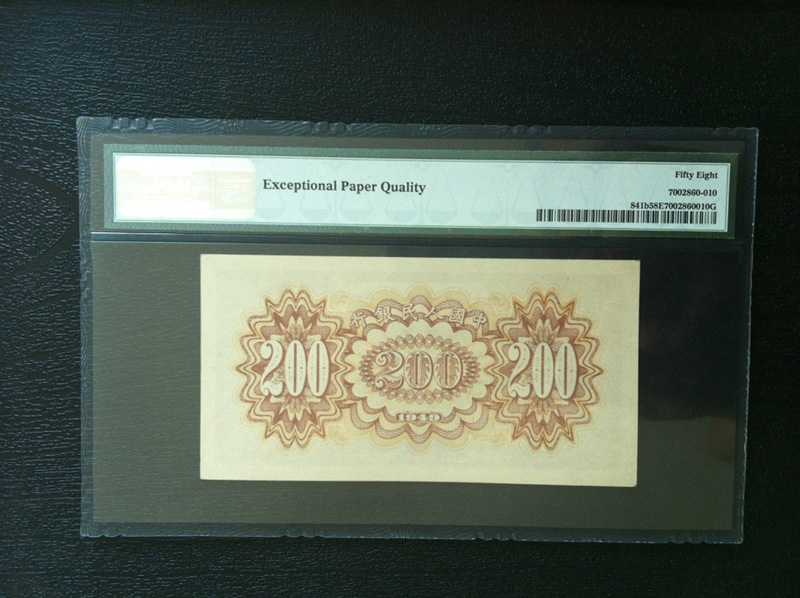 Exceptional Paper Quality
Fifty Eight
7002860-010
841b58E7002860010G
行銀民人國中
200 200 200
1949